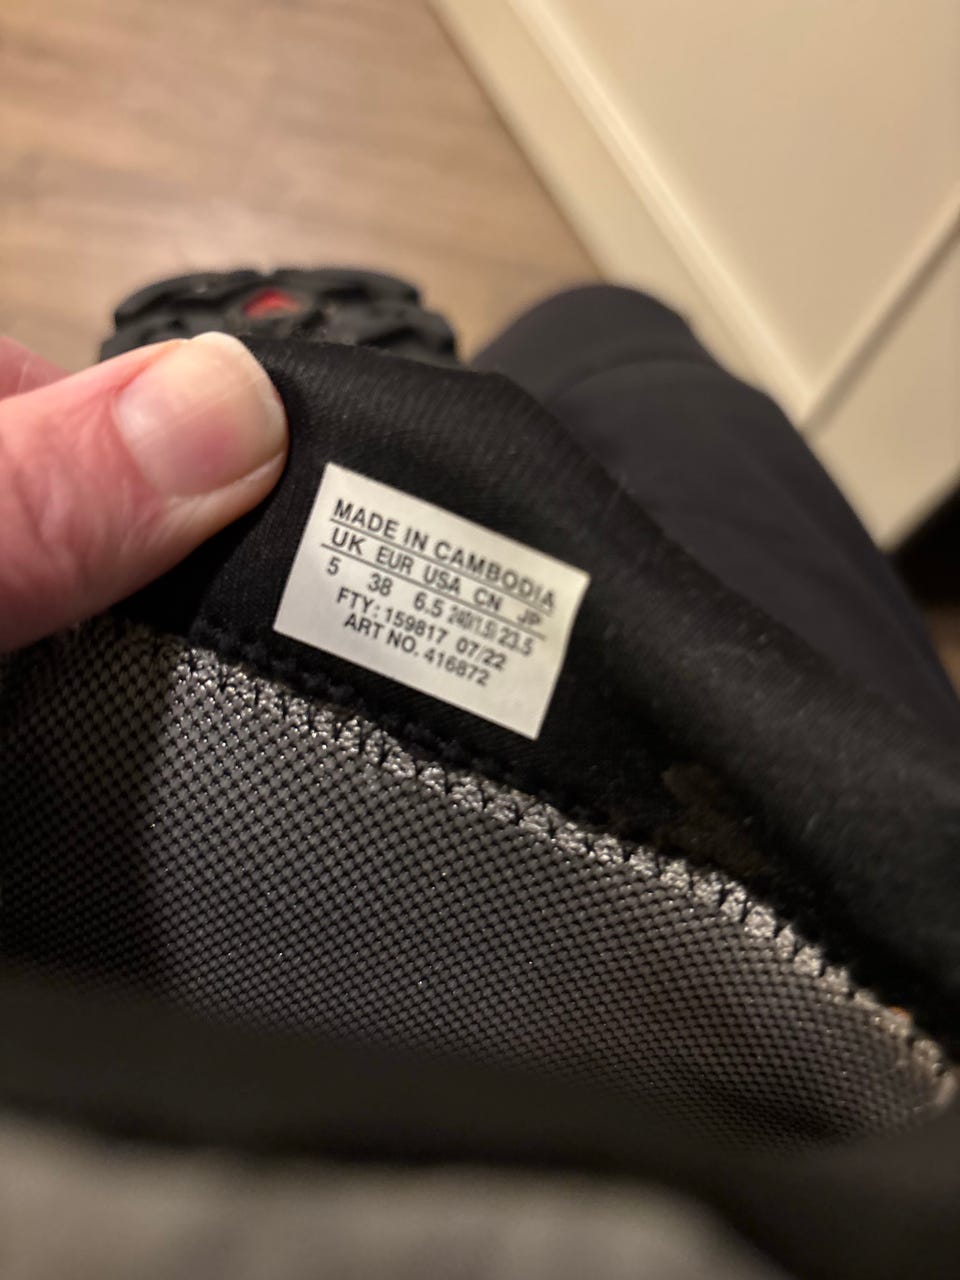 MADE IN CAMBODIA
UK EUR USA CN JP
5 38 6.5 240(1.5) 23.5
FTY: 159817 07/22
ART NO. 416872